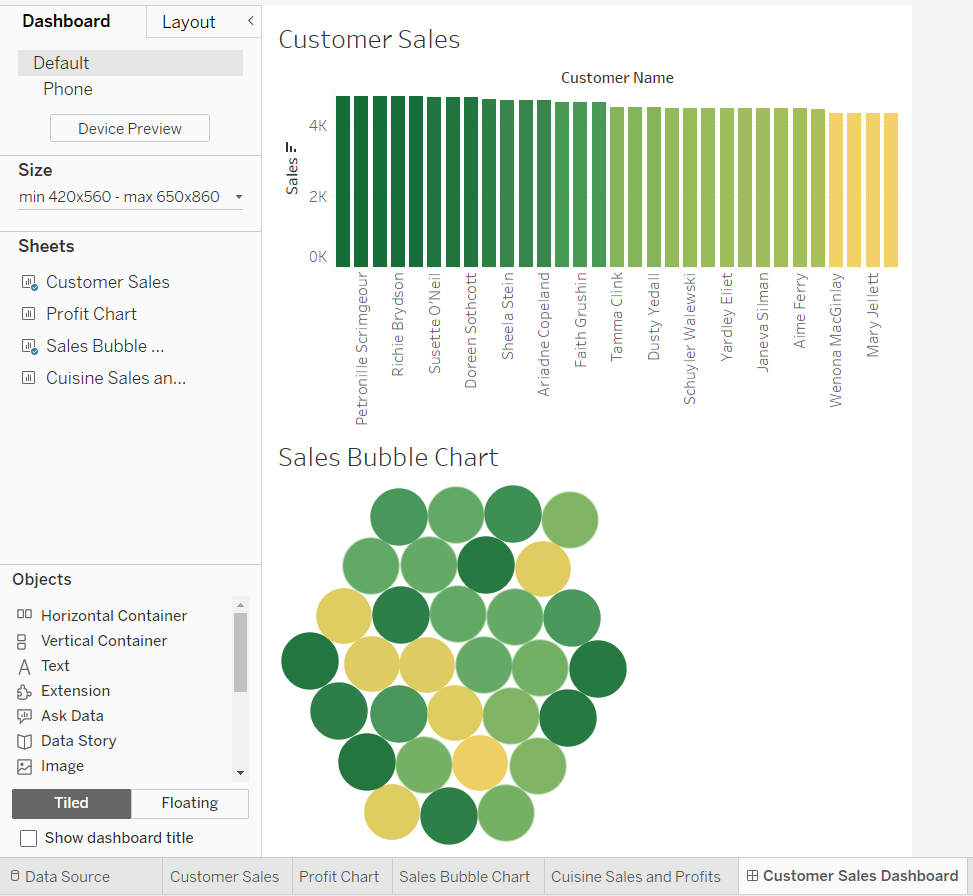 Dashboard
Layout
<
Default
Phone
Device Preview
Size
min 420x560 - max 650x860
Sheets
Customer Sales
Profit Chart
Sales Bubble ...
Cuisine Sales an...
Objects
Horizontal Container
Vertical Container
Text
Extension
Ask Data
Data Story
Image
Tiled
Floating
Show dashboard title
Customer Sales
Customer Name
Sales
4K
2K
0K
Petronille Scrimgeour
Richie Brydson
Susette O'Neil
Doreen Sothcott
Sheela Stein
Ariadne Copeland
Faith Grushin
Tamma Clink
Dusty Yedall
Schuyler Walewski
Yardley Eliet
Janeva Silman
Aime Ferry
Wenona MacGinlay
Mary Jellett
Sales Bubble Chart
Data Source
Customer Sales
Profit Chart
Sales Bubble Chart
Cuisine Sales and Profits
Customer Sales Dashboard